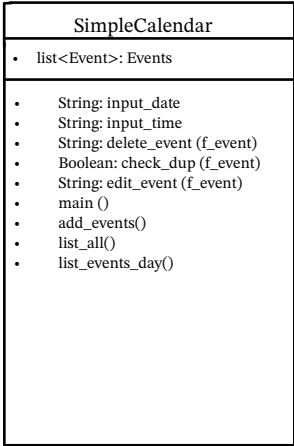 SimpleCalendar
• list<Event>: Events
• String: input_date
• String: input_time
• String: delete_event (f_event)
• Boolean: check_dup (f_event)
• String: edit_event (f_event)
• main ()
• add_events()
• list_all()
• list_events_day()